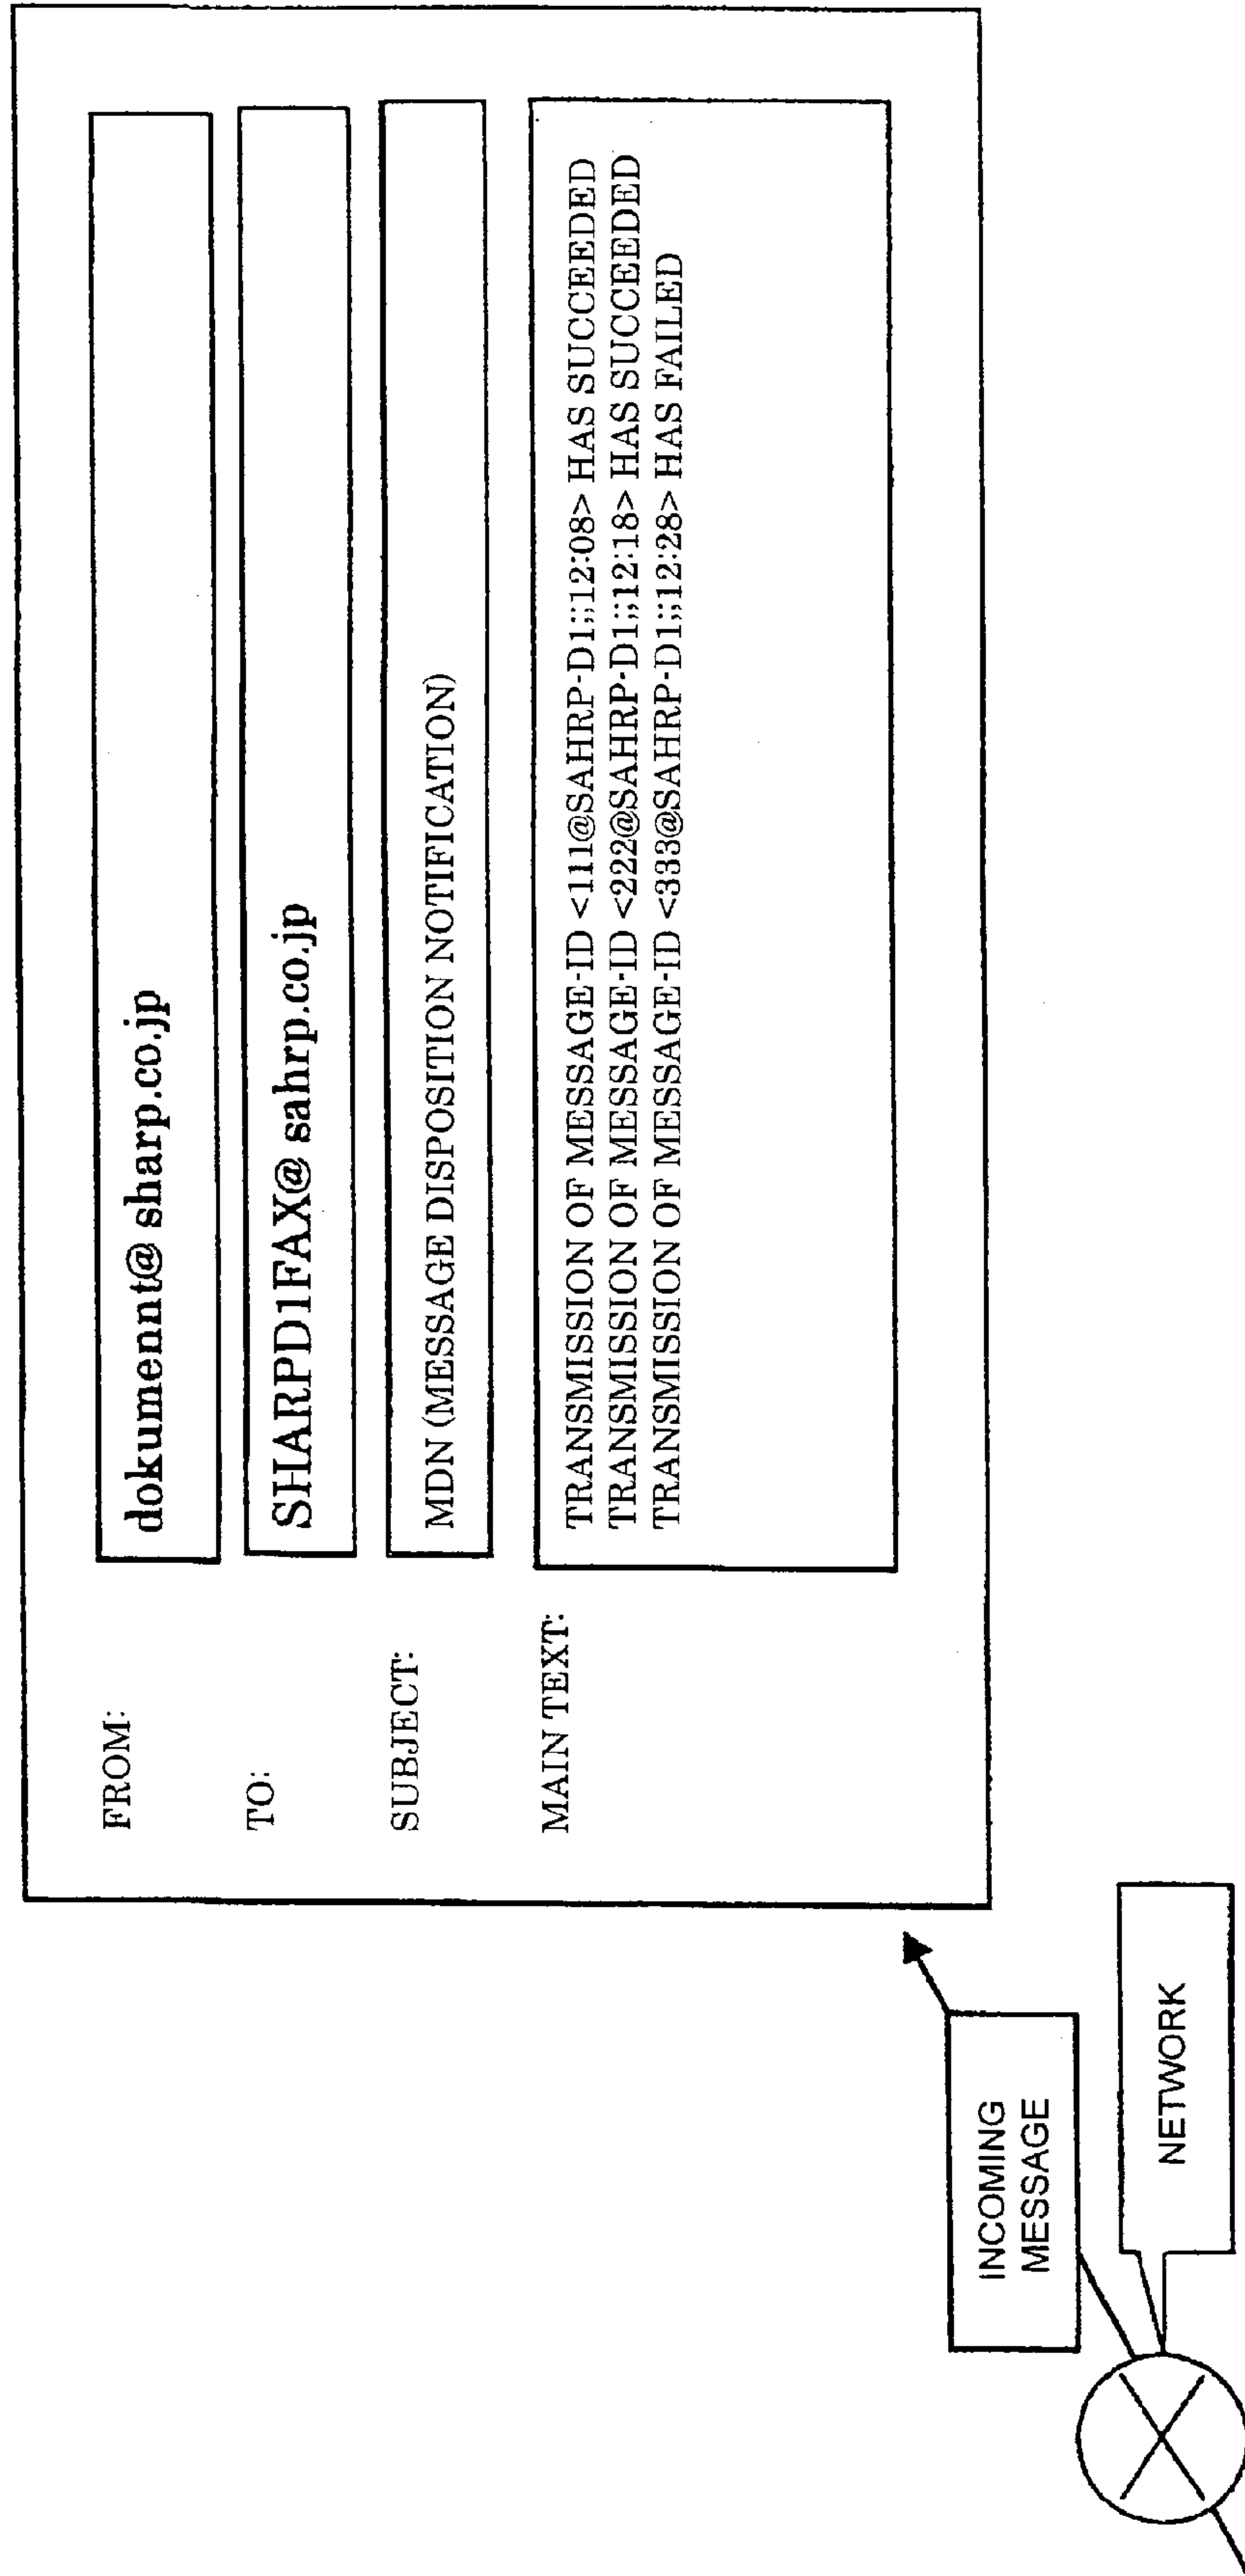 FROM:
dokumennt@ sharp.co.jp
TO:
SHARPD1FAX@ sahrp.co.jp
SUBJECT:
MDN (MESSAGE DISPOSITION NOTIFICATION)
MAIN TEXT:
TRANSMISSION OF MESSAGE-ID <111@SAHRP-D1;;12:08> HAS SUCCEEDED
TRANSMISSION OF MESSAGE-ID <222@SAHRP-D1;;12:18> HAS SUCCEEDED
TRANSMISSION OF MESSAGE-ID <333@SAHRP-D1;;12:28> HAS FAILED
INCOMING
MESSAGE
NETWORK